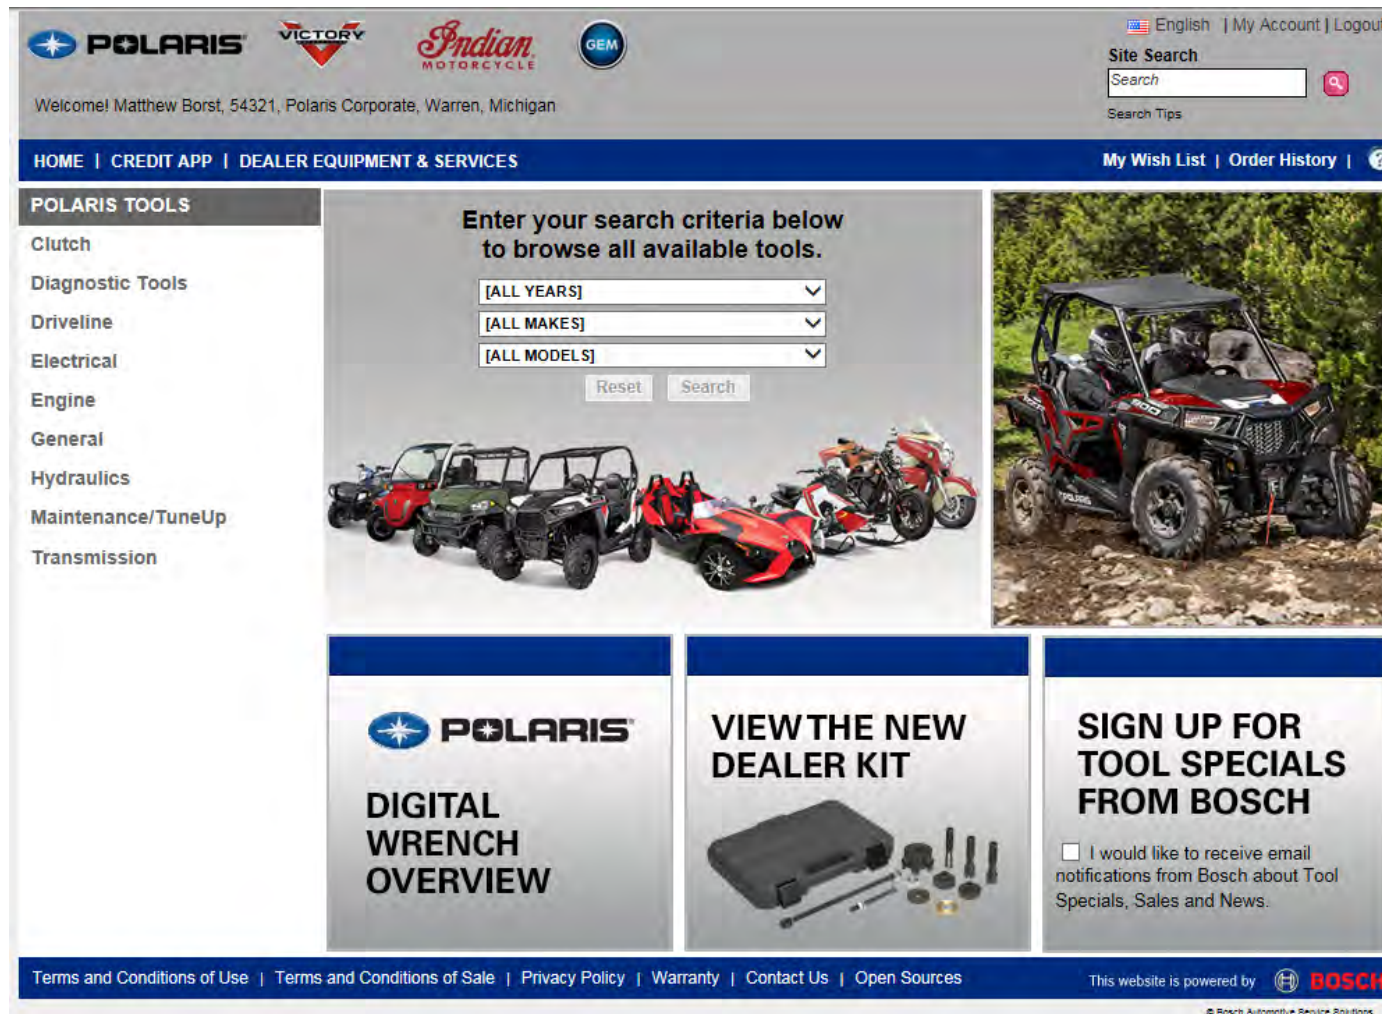 POLARIS
VICTORY
Indian
MOTORCYCLE
GEM
English | My Account | Logout
Site Search
Search
Search Tips
Welcome! Matthew Borst, 54321, Polaris Corporate, Warren, Michigan
HOME | CREDIT APP | DEALER EQUIPMENT & SERVICES
My Wish List | Order History | ?
POLARIS TOOLS
Clutch
Diagnostic Tools
Driveline
Electrical
Engine
General
Hydraulics
Maintenance/TuneUp
Transmission
Enter your search criteria below
to browse all available tools.
[ALL YEARS]
[ALL MAKES]
[ALL MODELS]
Reset Search
900
POLARIS
POLARIS
DIGITAL
WRENCH
OVERVIEW
VIEW THE NEW
DEALER KIT
SIGN UP FOR
TOOL SPECIALS
FROM BOSCH
I would like to receive email
notifications from Bosch about Tool
Specials, Sales and News.
Terms and Conditions of Use | Terms and Conditions of Sale | Privacy Policy | Warranty | Contact Us | Open Sources
This website is powered by BOSCH
© Bosch Automotive Service Solutions